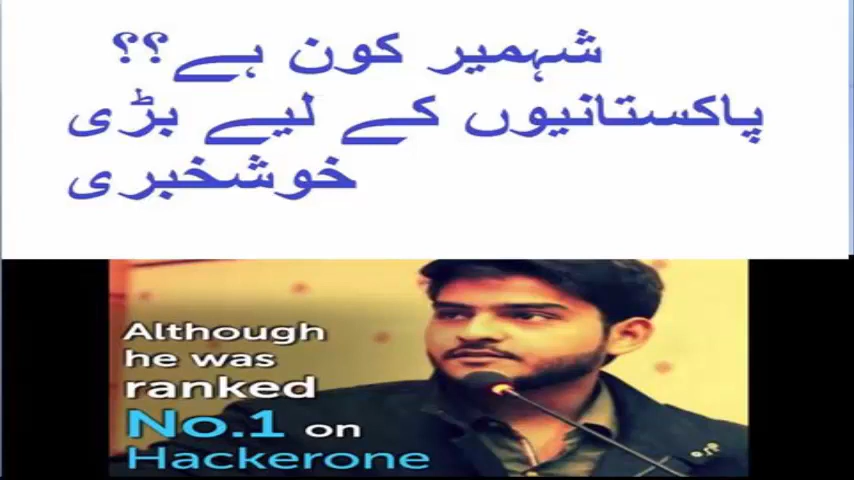 شہمیر کون ہے؟؟
پاکستانیوں کے لیے بڑی
خوشخبری
Although
he was
ranked
No.1 on
Hackerone